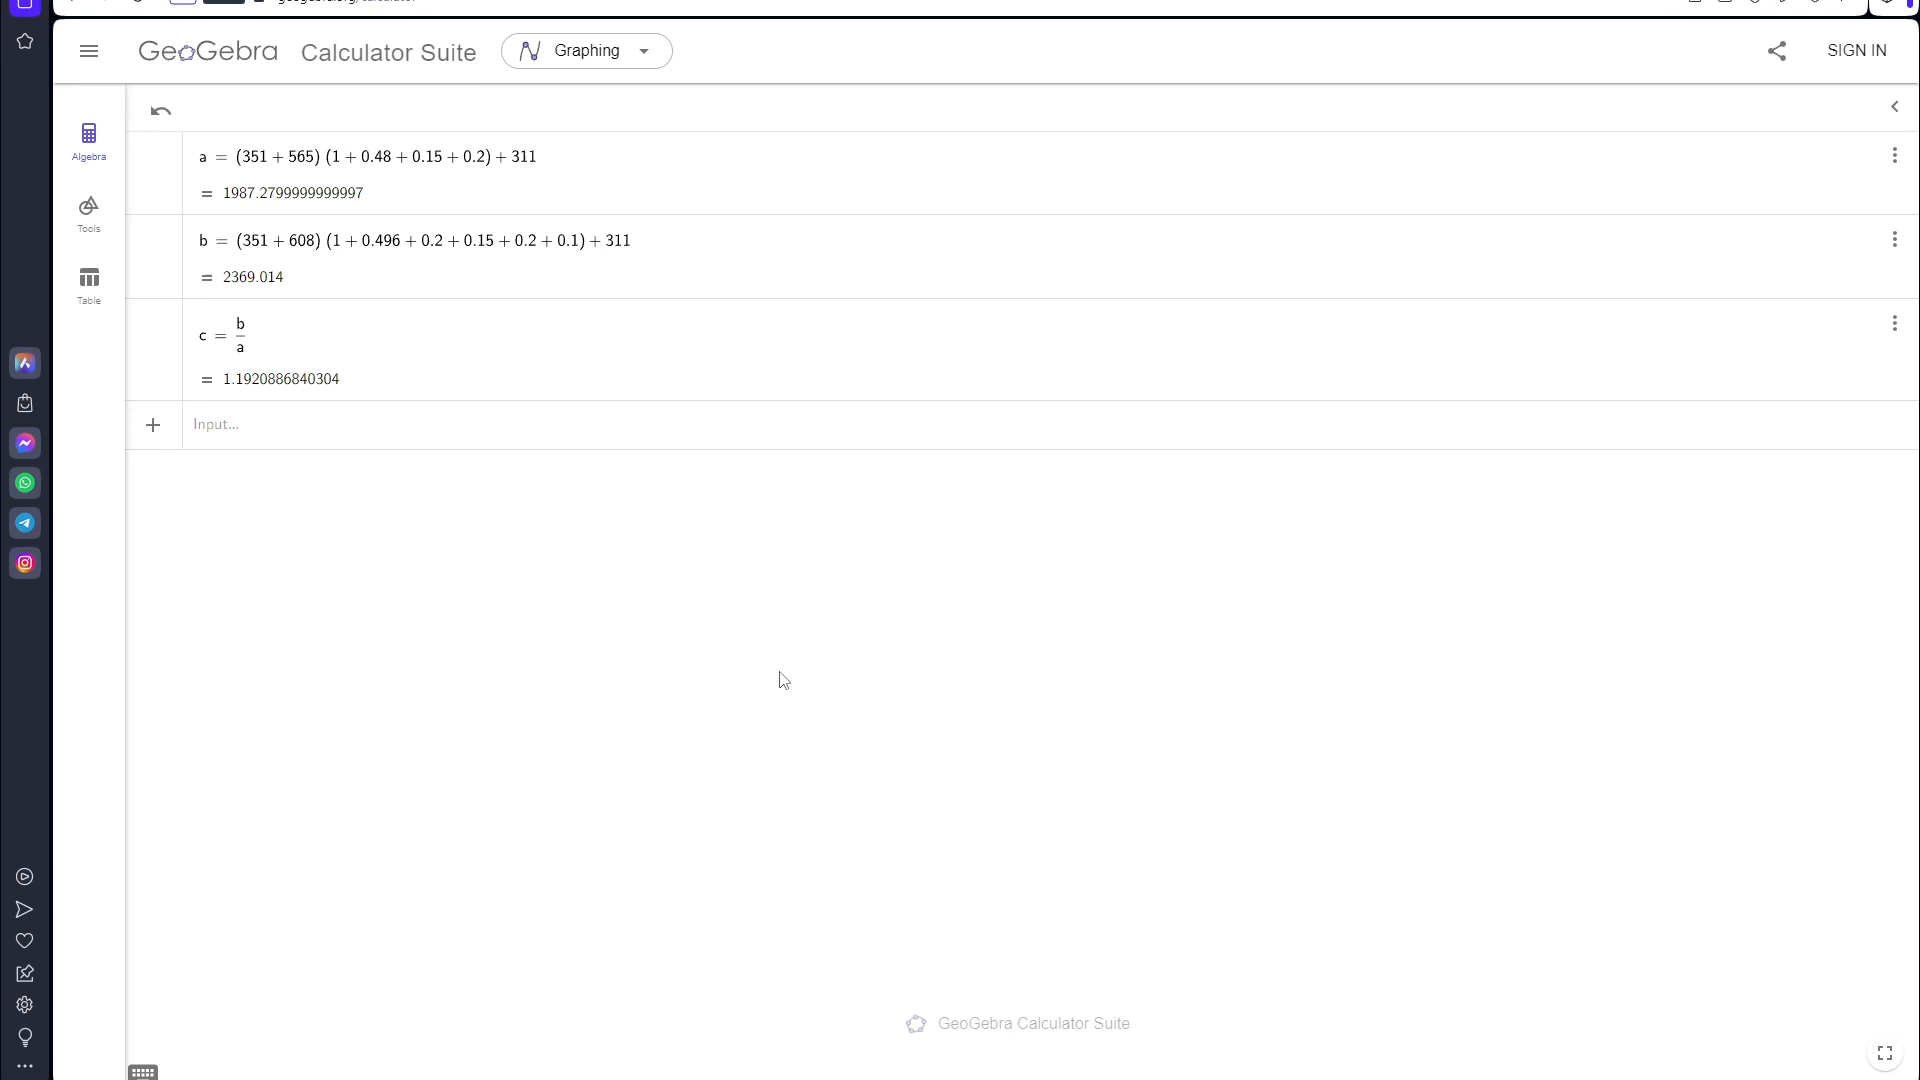 GeoGebra Calculator Suite Graphing SIGN IN
Algebra
Tools
Table
a = (351 + 565) (1 + 0.48 + 0.15 + 0.2) + 311
= 1987.2799999999997
b = (351 + 608) (1 + 0.496 + 0.2 + 0.15 + 0.2 + 0.1) + 311
= 2369.014
c = b/a
= 1.1920886840304
Input...
GeoGebra Calculator Suite